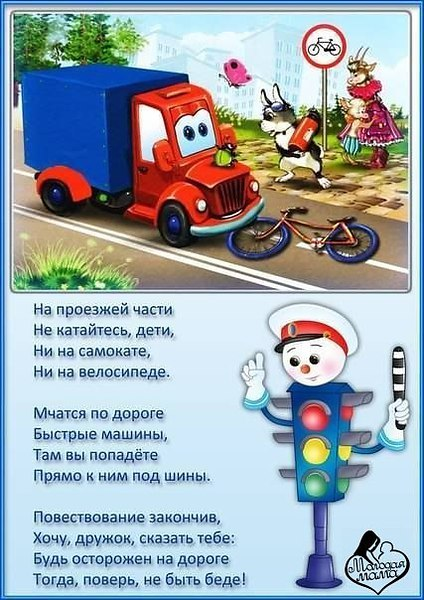 На проезжей части
Не катайтесь, дети,
Ни на самокате,
Ни на велосипеде.
Мчатся по дороге
Быстрые машины,
Там вы попадёте
Прямо к ним под шины.
Повествование закончив,
Хочу, дружок, сказать тебе:
Будь осторожен на дороге
Тогда, поверь, не быть беде!
Молодая
мама